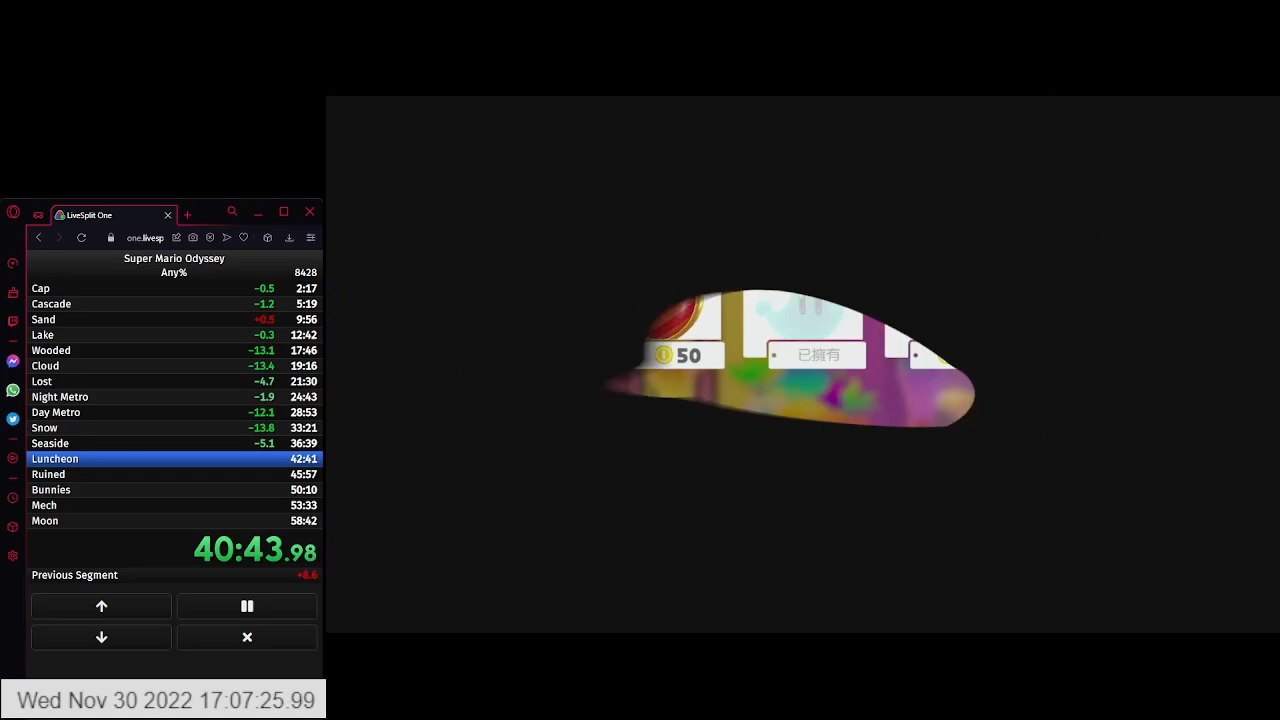 LiveSplit One
one.livesp
Super Mario Odyssey
Any% 8428
Cap -0.5 2:17
Cascade -1.2 5:19
Sand +0.5 9:56
Lake -0.3 12:42
Wooded -13.1 17:46
Cloud -13.4 19:16
Lost -4.7 21:30
Night Metro -1.9 24:43
Day Metro -12.1 28:53
Snow -13.8 33:21
Seaside -5.1 36:39
Luncheon 42:41
Ruined 45:57
Bunnies 50:10
Mech 53:33
Moon 58:42
40:43.98
Previous Segment +8.6
Wed Nov 30 2022 17:07:25.99
50
已擁有